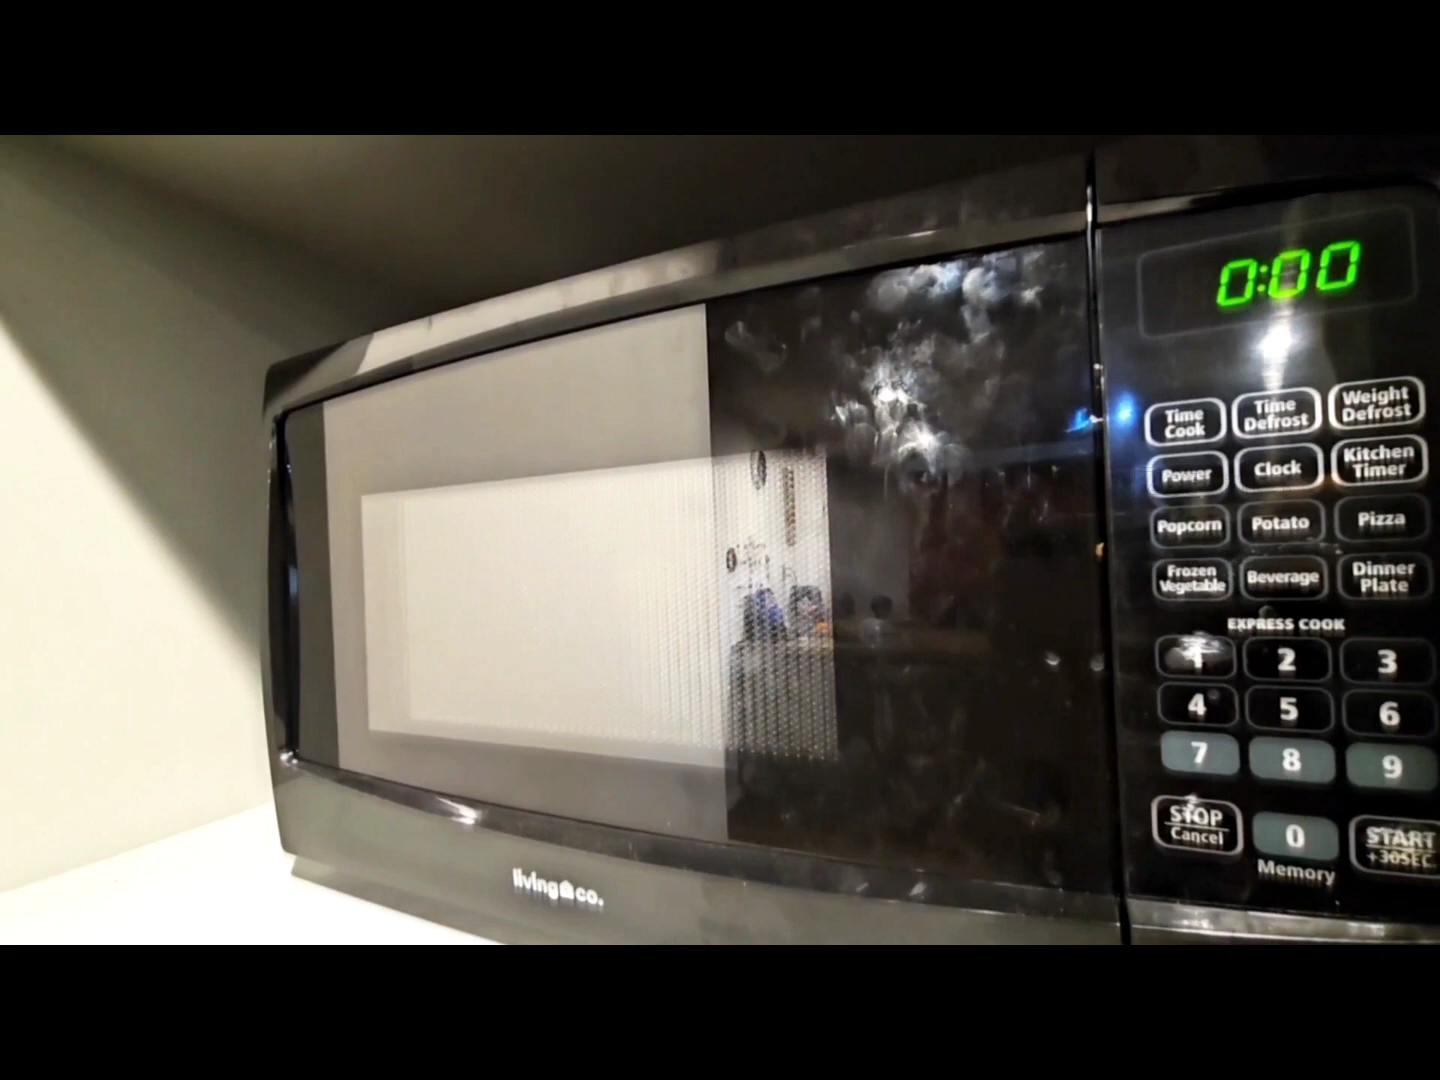 0:00
Time Cook
Time Defrost
Weight Defrost
Power
Clock
Kitchen Timer
Popcorn
Potato
Pizza
Frozen Vegetable
Beverage
Dinner Plate
EXPRESS COOK
1 2 3
4 5 6
7 8 9
STOP Cancel
0
START +30SEC
Memory
living co.